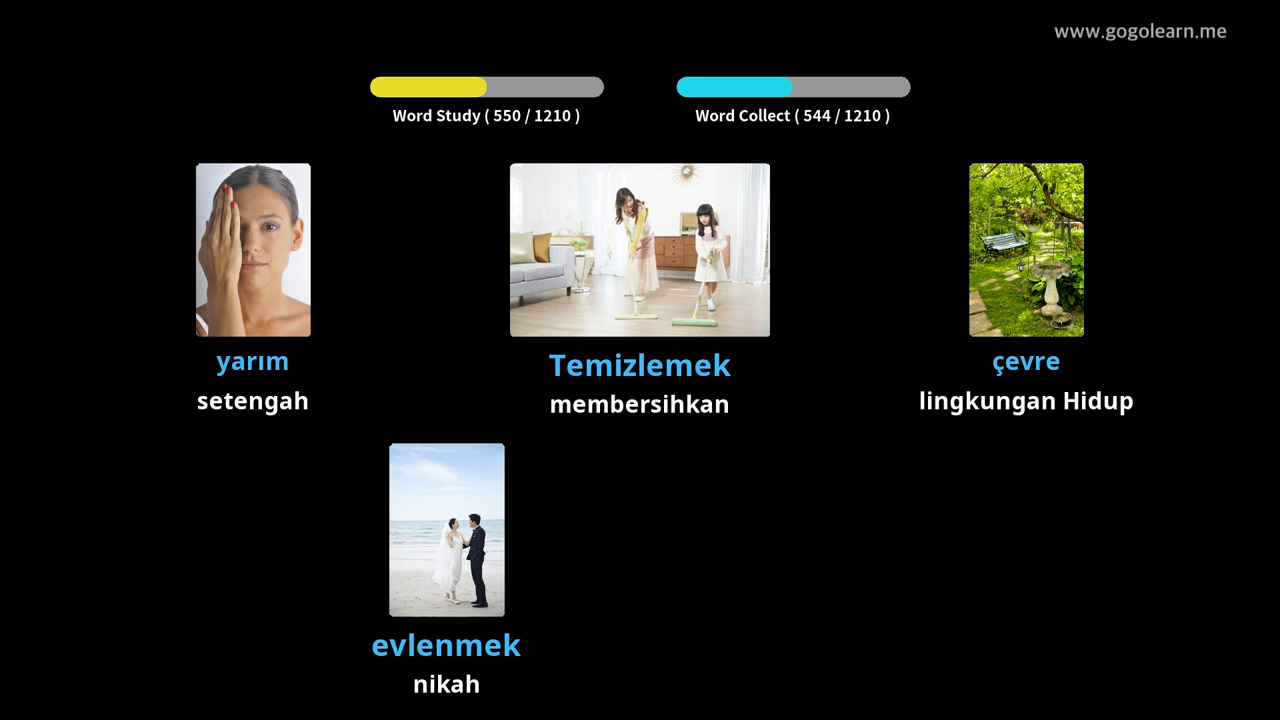 www.gogolearn.me
Word Study ( 550 / 1210 )
Word Collect ( 544 / 1210 )
yarım
setengah
Temizlemek
membersihkan
çevre
lingkungan Hidup
evlenmek
nikah